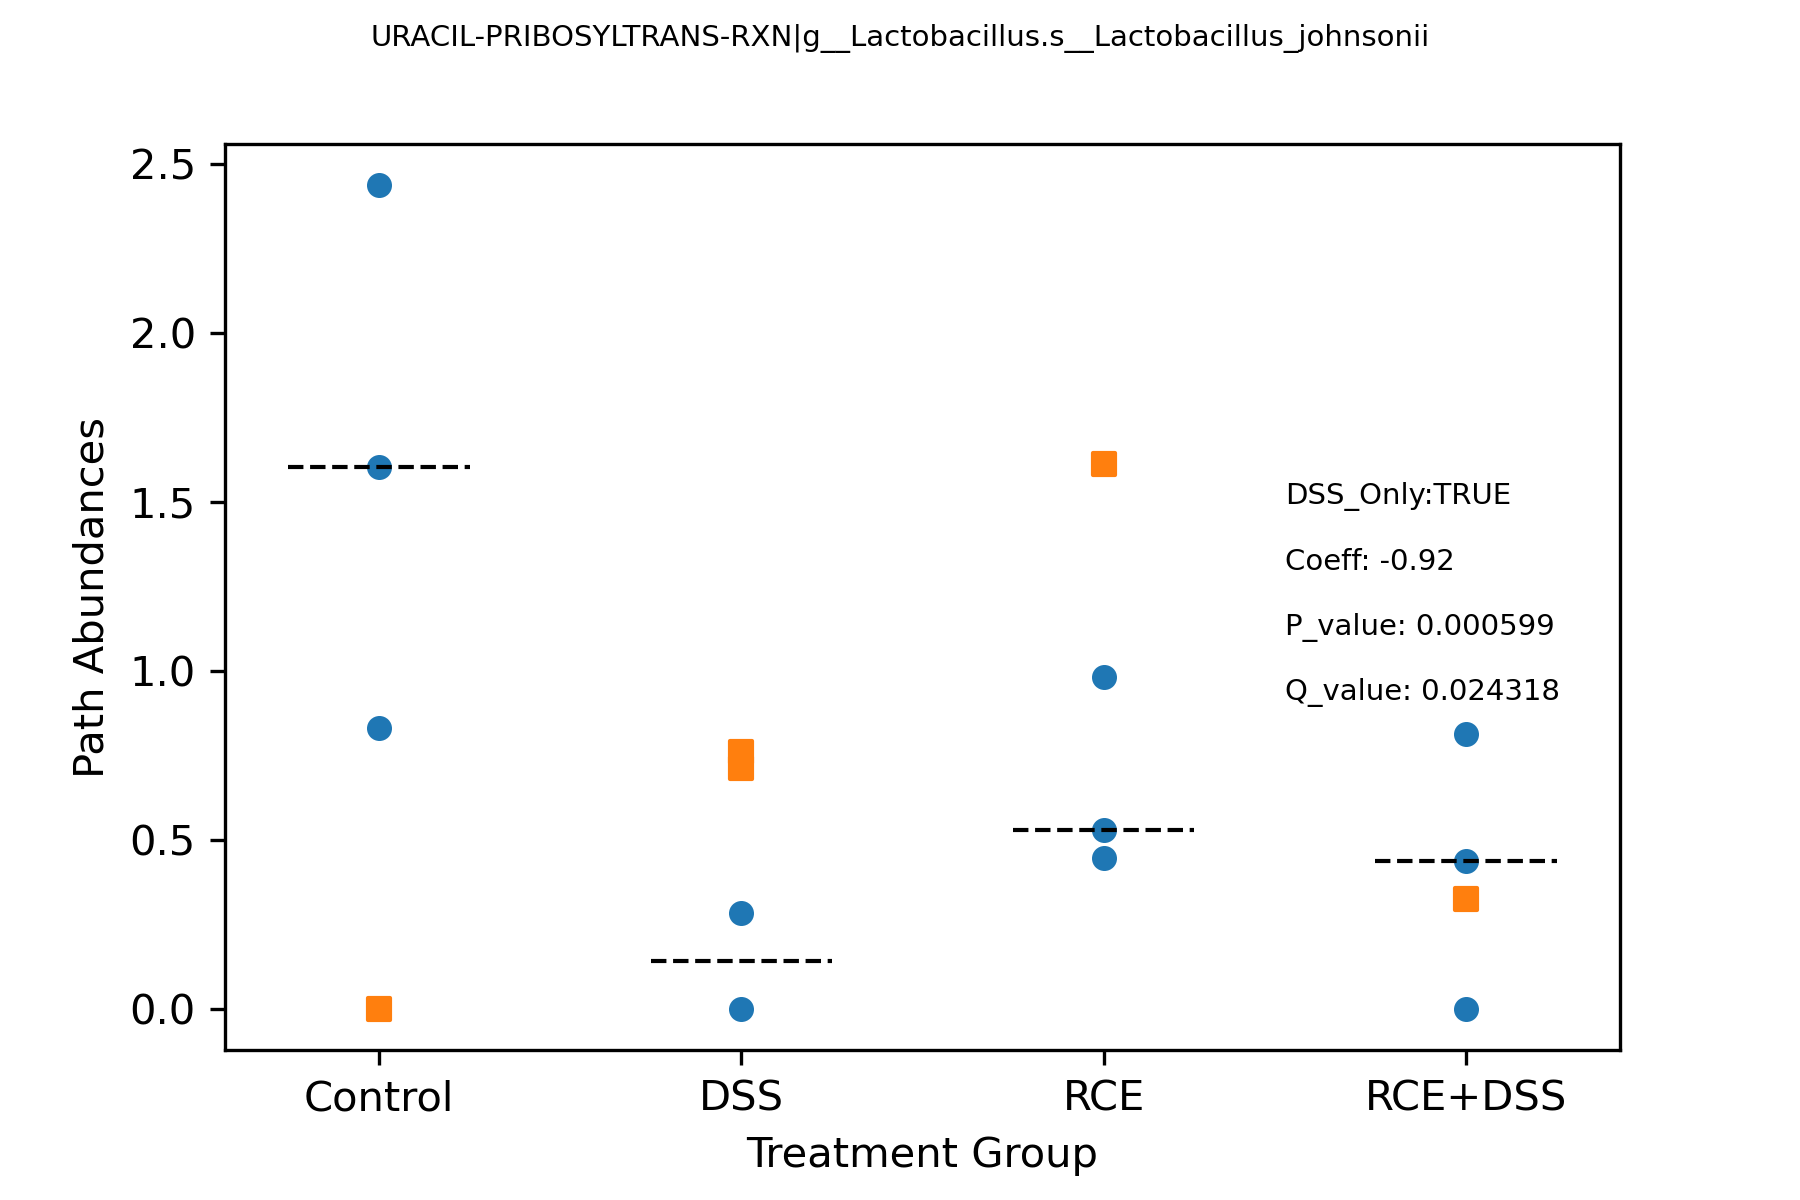 URACIL-PRIBOSYLTRANS-RXN|g__Lactobacillus.s__Lactobacillus_johnsonii
2.5
2.0
1.5
1.0
0.5
0.0
Path Abundances
DSS_Only:TRUE
Coeff: -0.92
P_value: 0.000599
Q_value: 0.024318
Control DSS RCE RCE+DSS
Treatment Group